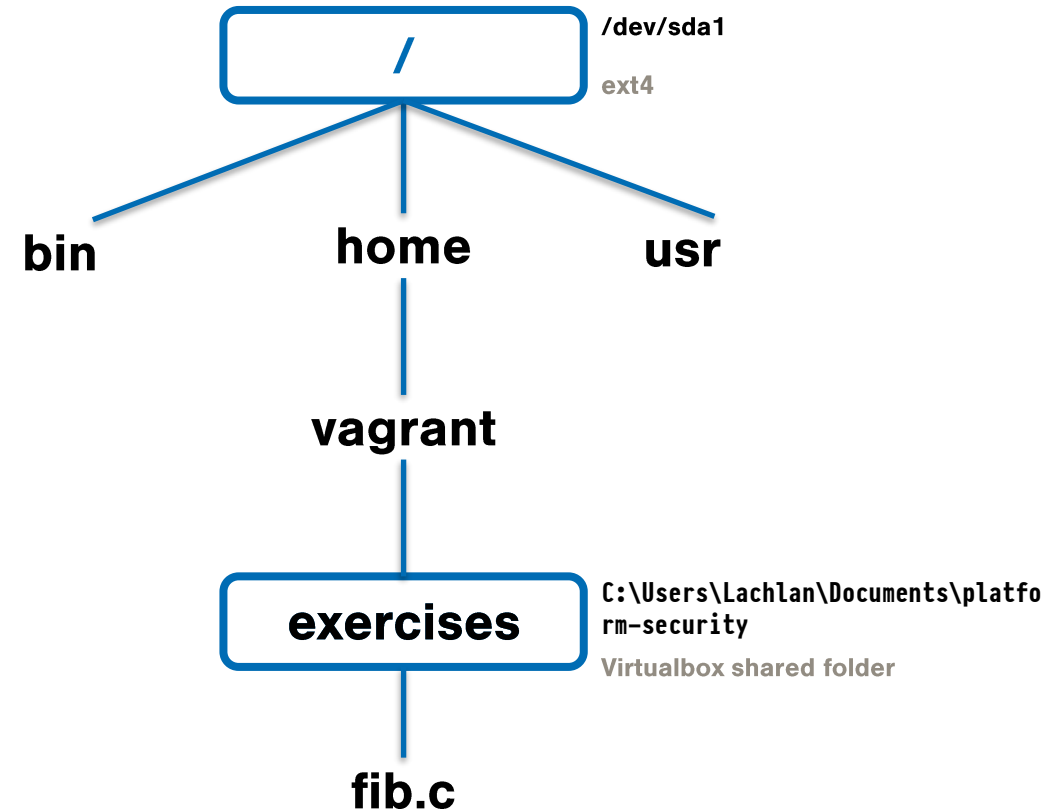 /
/dev/sda1
ext4
bin
home
usr
vagrant
exercises
C:\Users\Lachlan\Documents\platfo
rm-security
Virtualbox shared folder
fib.c